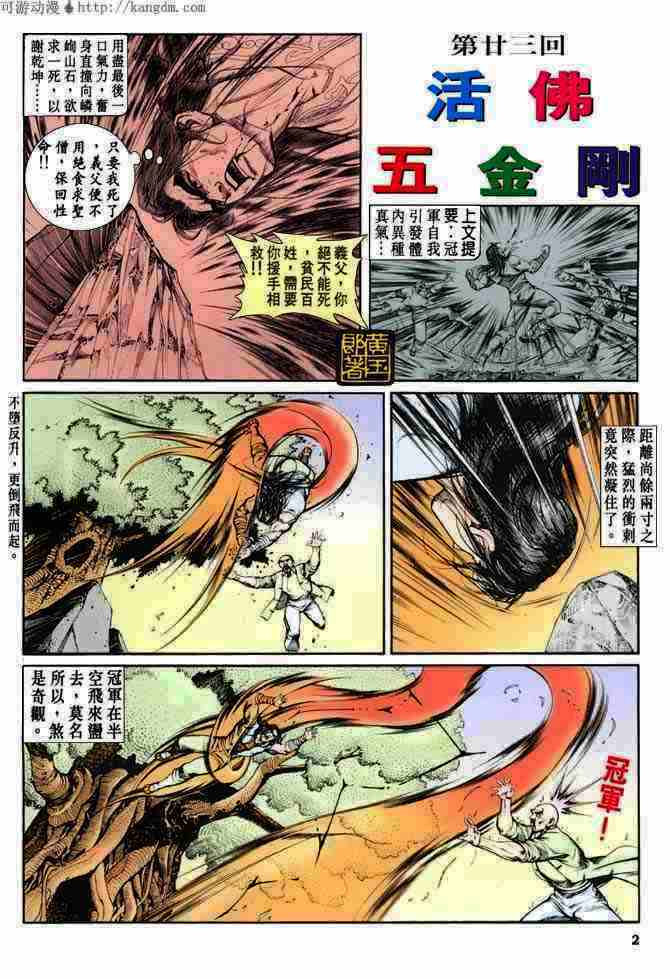 可游动漫♠http://kangdm.com/
第廿三回
活佛
五金剛
上文提
要：冠
軍自我
引發體
內異種
真氣…
用盡最後一
口氣力，奮
身直撞向嶙
峋山石，欲
求一死，以
謝乾坤……
只要我死了
，義父便不
用絶食求聖
僧，保回性
命！！
義父，你
絕不能死
，貧民百
姓，需要
你援手相
救！！
黃玉
郎著
距離尚餘兩寸之
際，猛烈的衝刺
竟突然凝住了。
不墮反升，更倒飛而起。
冠軍在半
空飛來盪
去，莫名
所以，煞
是奇觀。
冠軍！
2